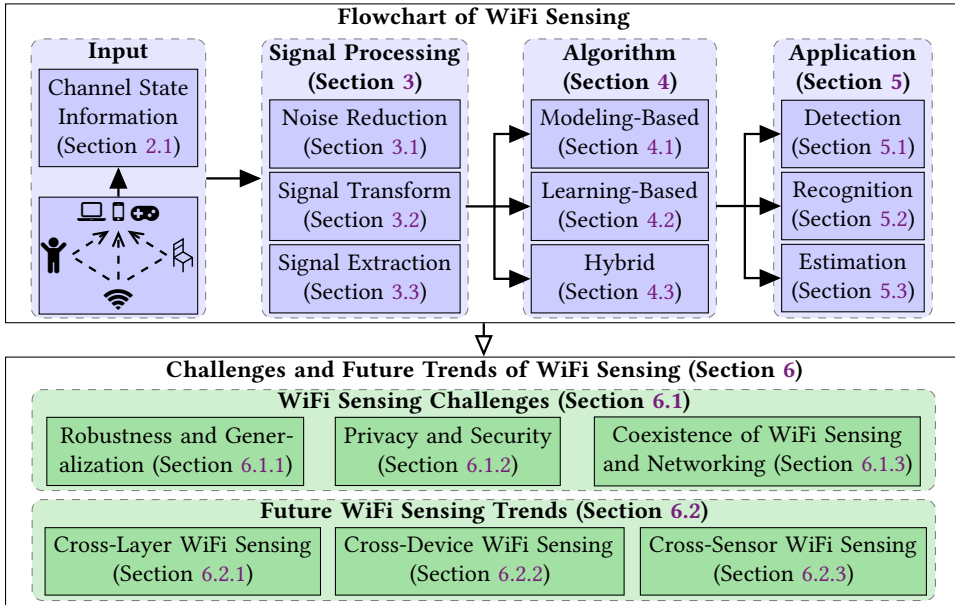 Flowchart of WiFi Sensing
Input
Channel State
Information
(Section 2.1)
Signal Processing
(Section 3)
Noise Reduction
(Section 3.1)
Signal Transform
(Section 3.2)
Signal Extraction
(Section 3.3)
Algorithm
(Section 4)
Modeling-Based
(Section 4.1)
Learning-Based
(Section 4.2)
Hybrid
(Section 4.3)
Application
(Section 5)
Detection
(Section 5.1)
Recognition
(Section 5.2)
Estimation
(Section 5.3)
Challenges and Future Trends of WiFi Sensing (Section 6)
WiFi Sensing Challenges (Section 6.1)
Robustness and Gener-
alization (Section 6.1.1)
Privacy and Security
(Section 6.1.2)
Coexistence of WiFi Sensing
and Networking (Section 6.1.3)
Future WiFi Sensing Trends (Section 6.2)
Cross-Layer WiFi Sensing
(Section 6.2.1)
Cross-Device WiFi Sensing
(Section 6.2.2)
Cross-Sensor WiFi Sensing
(Section 6.2.3)